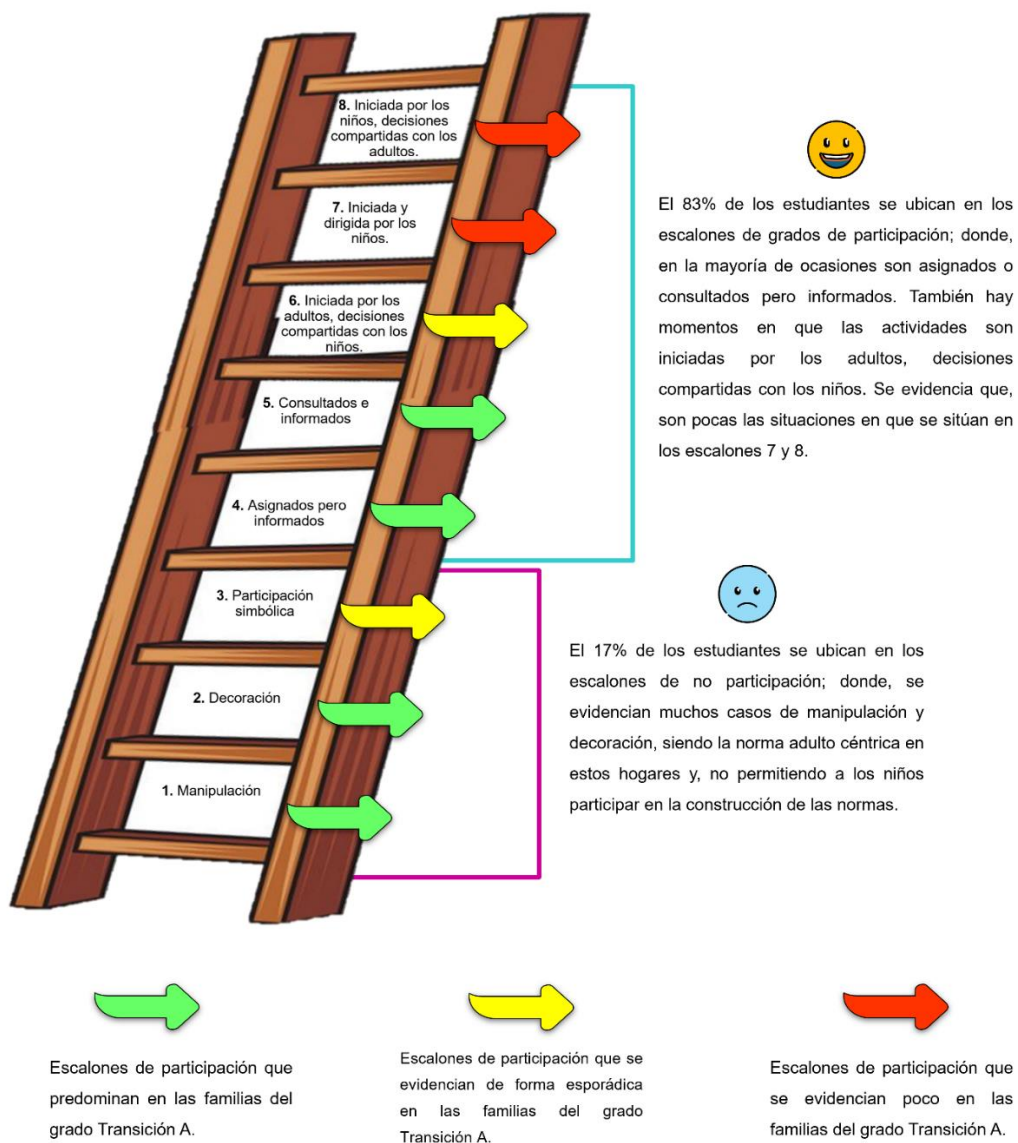 8. Iniciada por los
niños, decisiones
compartidas con los
adultos.
7. Iniciada y
dirigida por los
niños.
6. Iniciada por los
adultos, decisiones
compartidas con los
niños.
5. Consultados e
informados
4. Asignados pero
informados
3. Participación
simbólica
2. Decoración
1. Manipulación
El 83% de los estudiantes se ubican en los
escalones de grados de participación; donde,
en la mayoría de ocasiones son asignados o
consultados pero informados. También hay
momentos en que las actividades son
iniciadas por los adultos, decisiones
compartidas con los niños. Se evidencia que,
son pocas las situaciones en que se sitúan en
los escalones 7 y 8.
El 17% de los estudiantes se ubican en los
escalones de no participación; donde, se
evidencian muchos casos de manipulación y
decoración, siendo la norma adulto céntrica en
estos hogares y, no permitiendo a los niños
participar en la construcción de las normas.
Escalones de participación que
predominan en las familias del
grado Transición A.
Escalones de participación que se
evidencian de forma esporádica
en las familias del grado
Transición A.
Escalones de participación que
se evidencian poco en las
familias del grado Transición A.